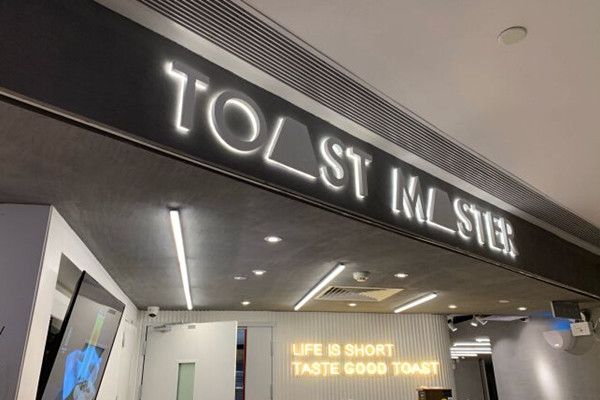 TOAST MASTER
LIFE IS SHORT
TASTE GOOD TOAST